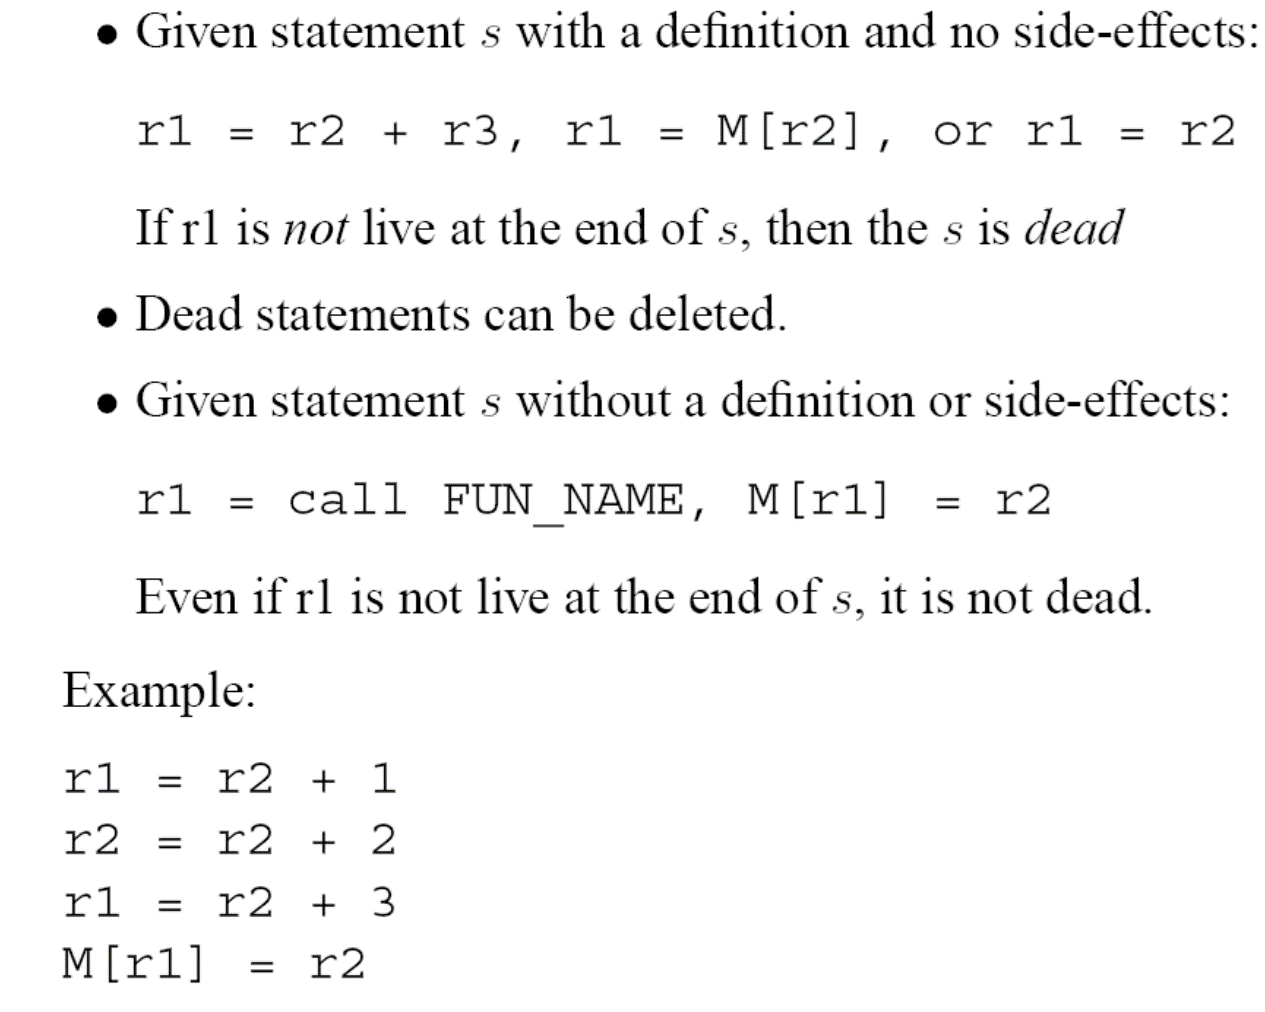 • Given statement s with a definition and no side-effects:
r1 = r2 + r3, r1 = M[r2], or r1 = r2
If r1 is not live at the end of s, then the s is dead
• Dead statements can be deleted.
• Given statement s without a definition or side-effects:
r1 = call FUN_NAME, M[r1] = r2
Even if r1 is not live at the end of s, it is not dead.
Example:
r1 = r2 + 1
r2 = r2 + 2
r1 = r2 + 3
M[r1] = r2